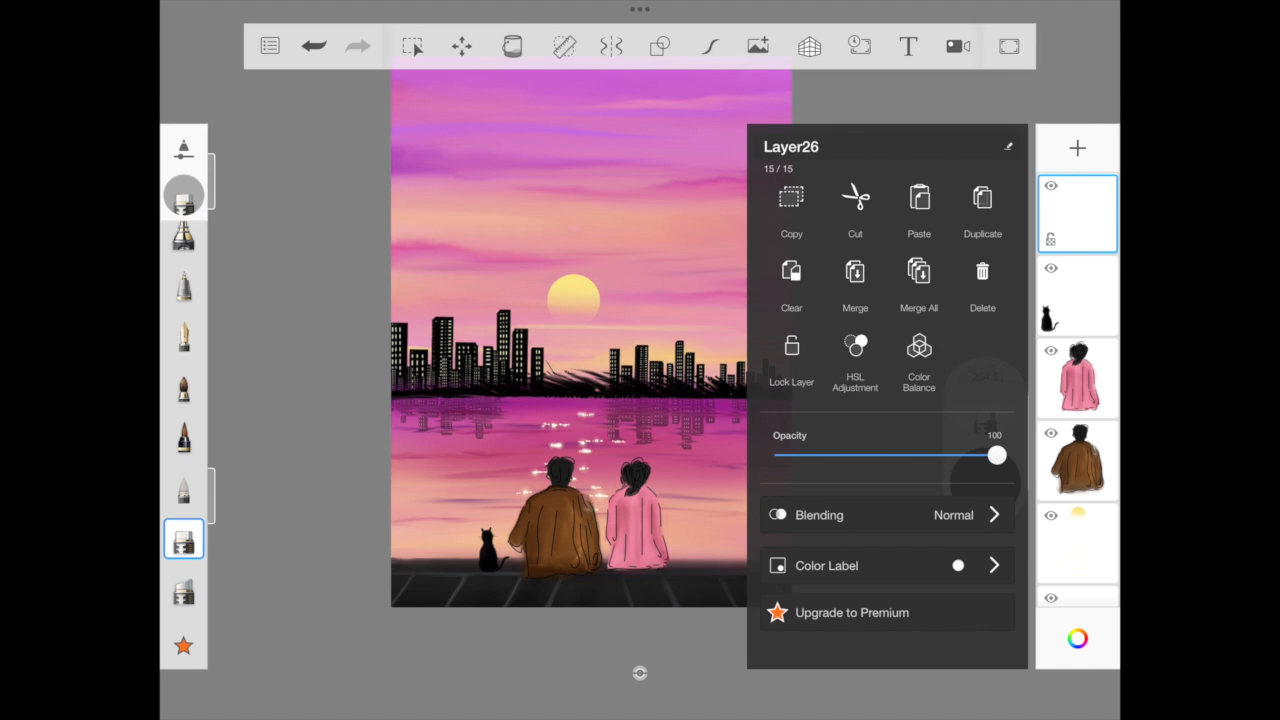 T
Layer26
15 / 15
Copy
Cut
Paste
Duplicate
Clear
Merge
Merge All
Delete
Lock Layer
HSL
Adjustment
Color
Balance
Opacity
100
Blending
Normal
Color Label
Upgrade to Premium